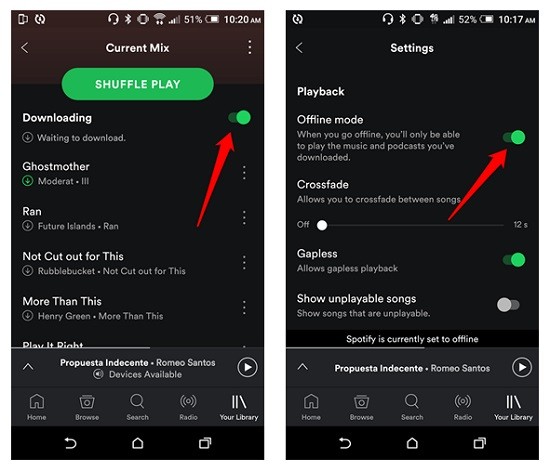 51% 10:20 AM
Current Mix
SHUFFLE PLAY
Downloading
Waiting to download.
Ghostmother
Moderat • III
Ran
Future Islands • Ran
Not Cut out for This
Rubblebucket • Not Cut out for This
More Than This
Henry Green • More Than This
Play It Right
Propuesta Indecente • Romeo Santos
Devices Available
Home Browse Search Radio Your Library
52% 10:17 AM
Settings
Playback
Offline mode
When you go offline, you'll only be able
to play the music and podcasts you've
downloaded.
Crossfade
Allows you to crossfade between songs
Off 12 s
Gapless
Allows gapless playback
Show unplayable songs
Show songs that are unplayable.
Spotify is currently set to offline
Propuesta Indecente • Romeo Santos
Home Browse Search Radio Your Library